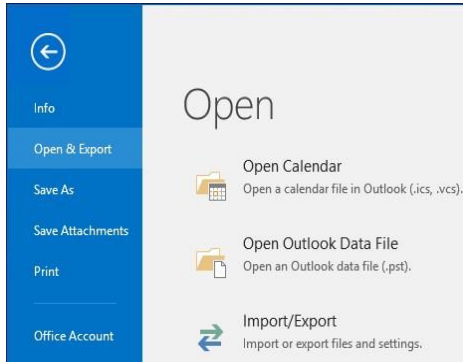 Info
Open & Export
Save As
Save Attachments
Print
Office Account
Open
Open Calendar
Open a calendar file in Outlook (.ics, .vcs).
Open Outlook Data File
Open an Outlook data file (.pst).
Import/Export
Import or export files and settings.